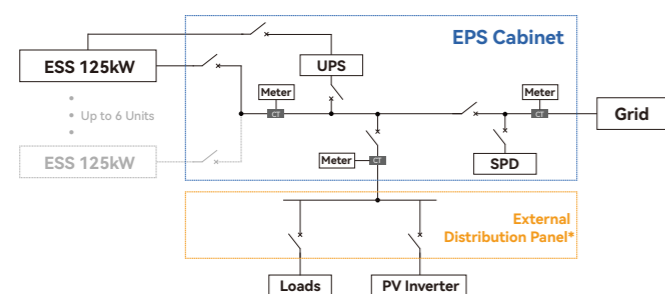 EPS Cabinet
ESS 125kW
UPS
• Up to 6 Units
ESS 125kW
Meter
CT
Meter
CT
Grid
Meter
CT
SPD
External
Distribution Panel*
Loads
PV Inverter